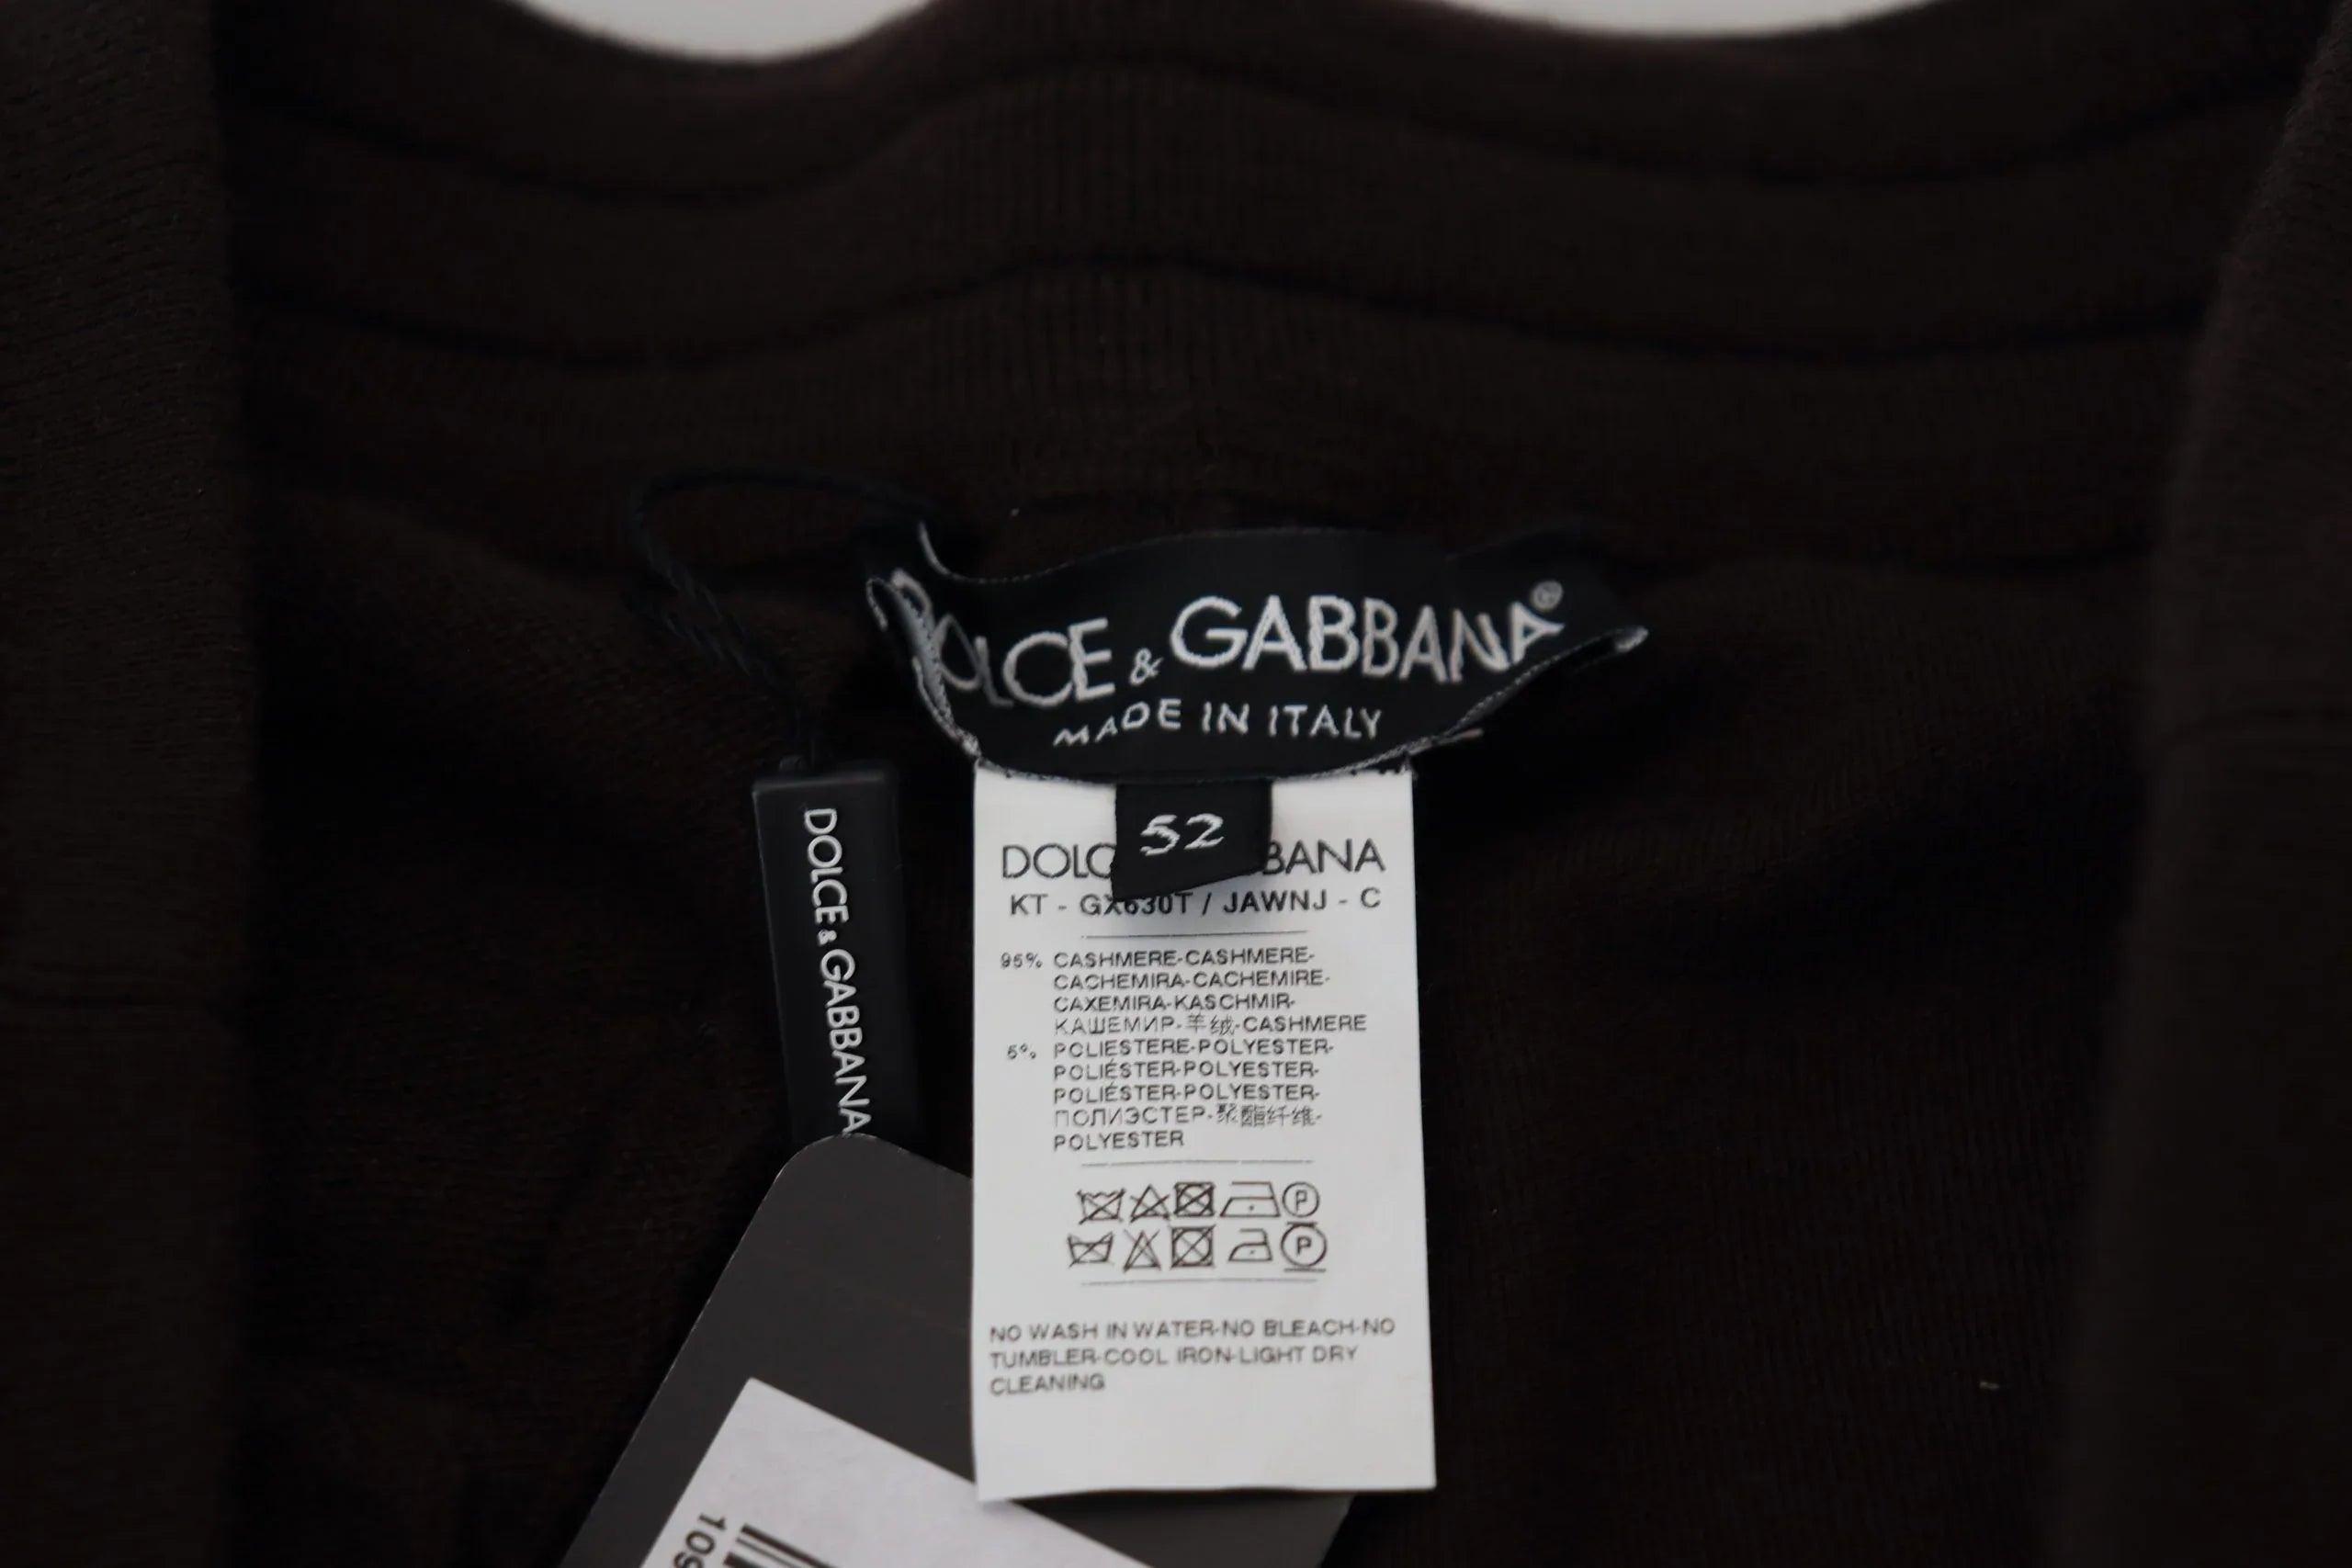 DOLCE & GABBANA®
MADE IN ITALY
52
DOLCE & GABBANA
DOLC BANA
KT - GX630T / JAWNJ - C
95% CASHMERE-CASHMERE-
CACHEMIRA-CACHEMIRE-
CAXEMIRA-KASCHMIR-
КАШЕМИР-羊绒-CASHMERE
5% POLIESTERE-POLYESTER-
POLIÉSTER-POLYESTER-
POLIÉSTER-POLYESTER-
ПОЛИЭСТЕР-聚酯纤维-
POLYESTER
P
P
NO WASH IN WATER-NO BLEACH-NO
TUMBLER-COOL IRON-LIGHT DRY
CLEANING
109